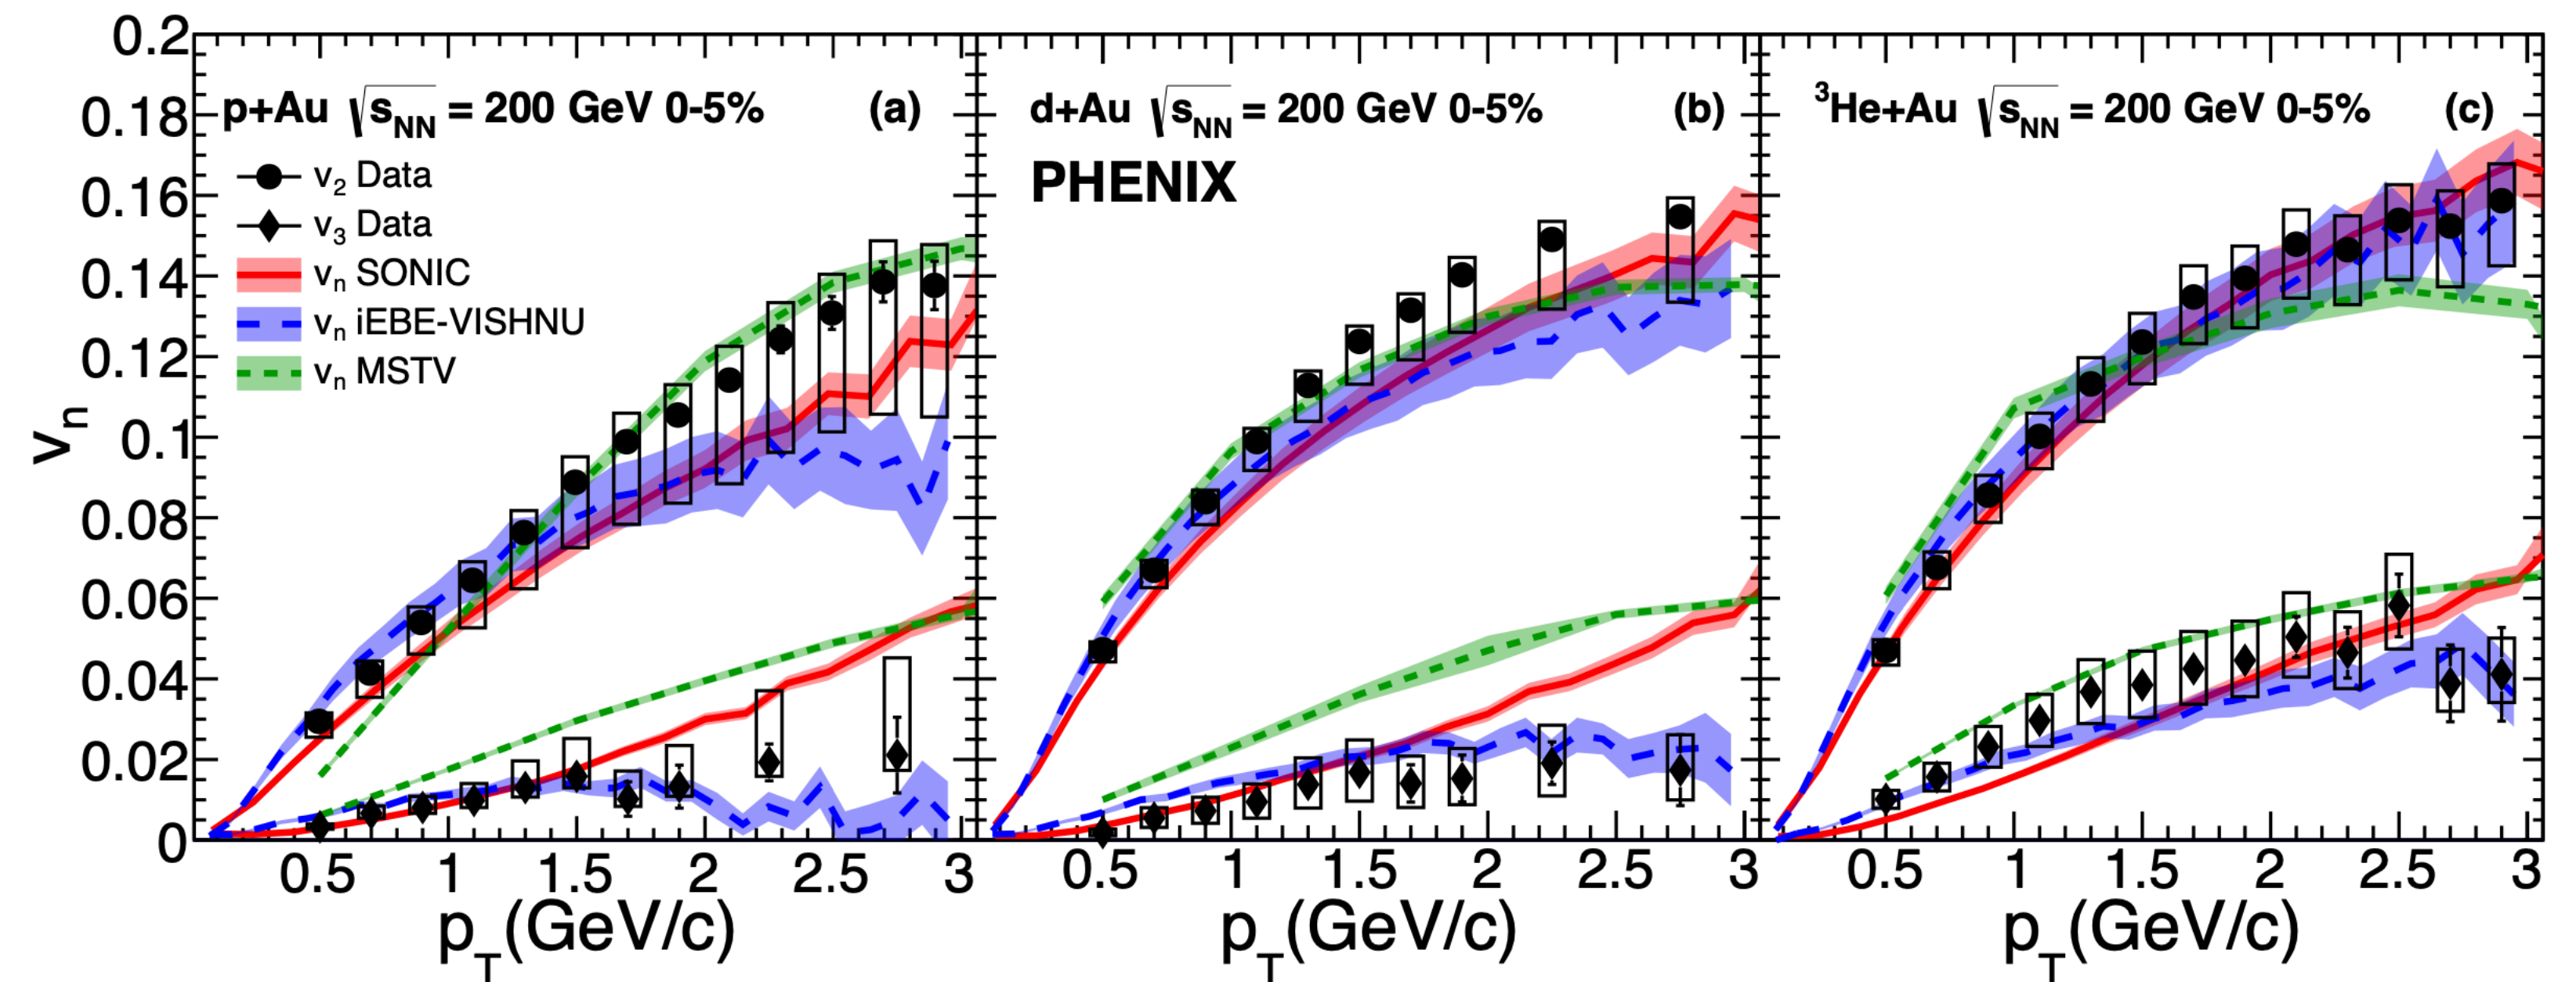 0.2
0.18
0.16
0.14
0.12
0.1
0.08
0.06
0.04
0.02
0
vn
p+Au √sNN = 200 GeV 0-5% (a)
v2 Data
v3 Data
vn SONIC
vn iEBE-VISHNU
vn MSTV
0.5 1 1.5 2 2.5 3
pT(GeV/c)
d+Au √sNN = 200 GeV 0-5% (b)
PHENIX
0.5 1 1.5 2 2.5 3
pT(GeV/c)
3He+Au √sNN = 200 GeV 0-5% (c)
0.5 1 1.5 2 2.5 3
pT(GeV/c)